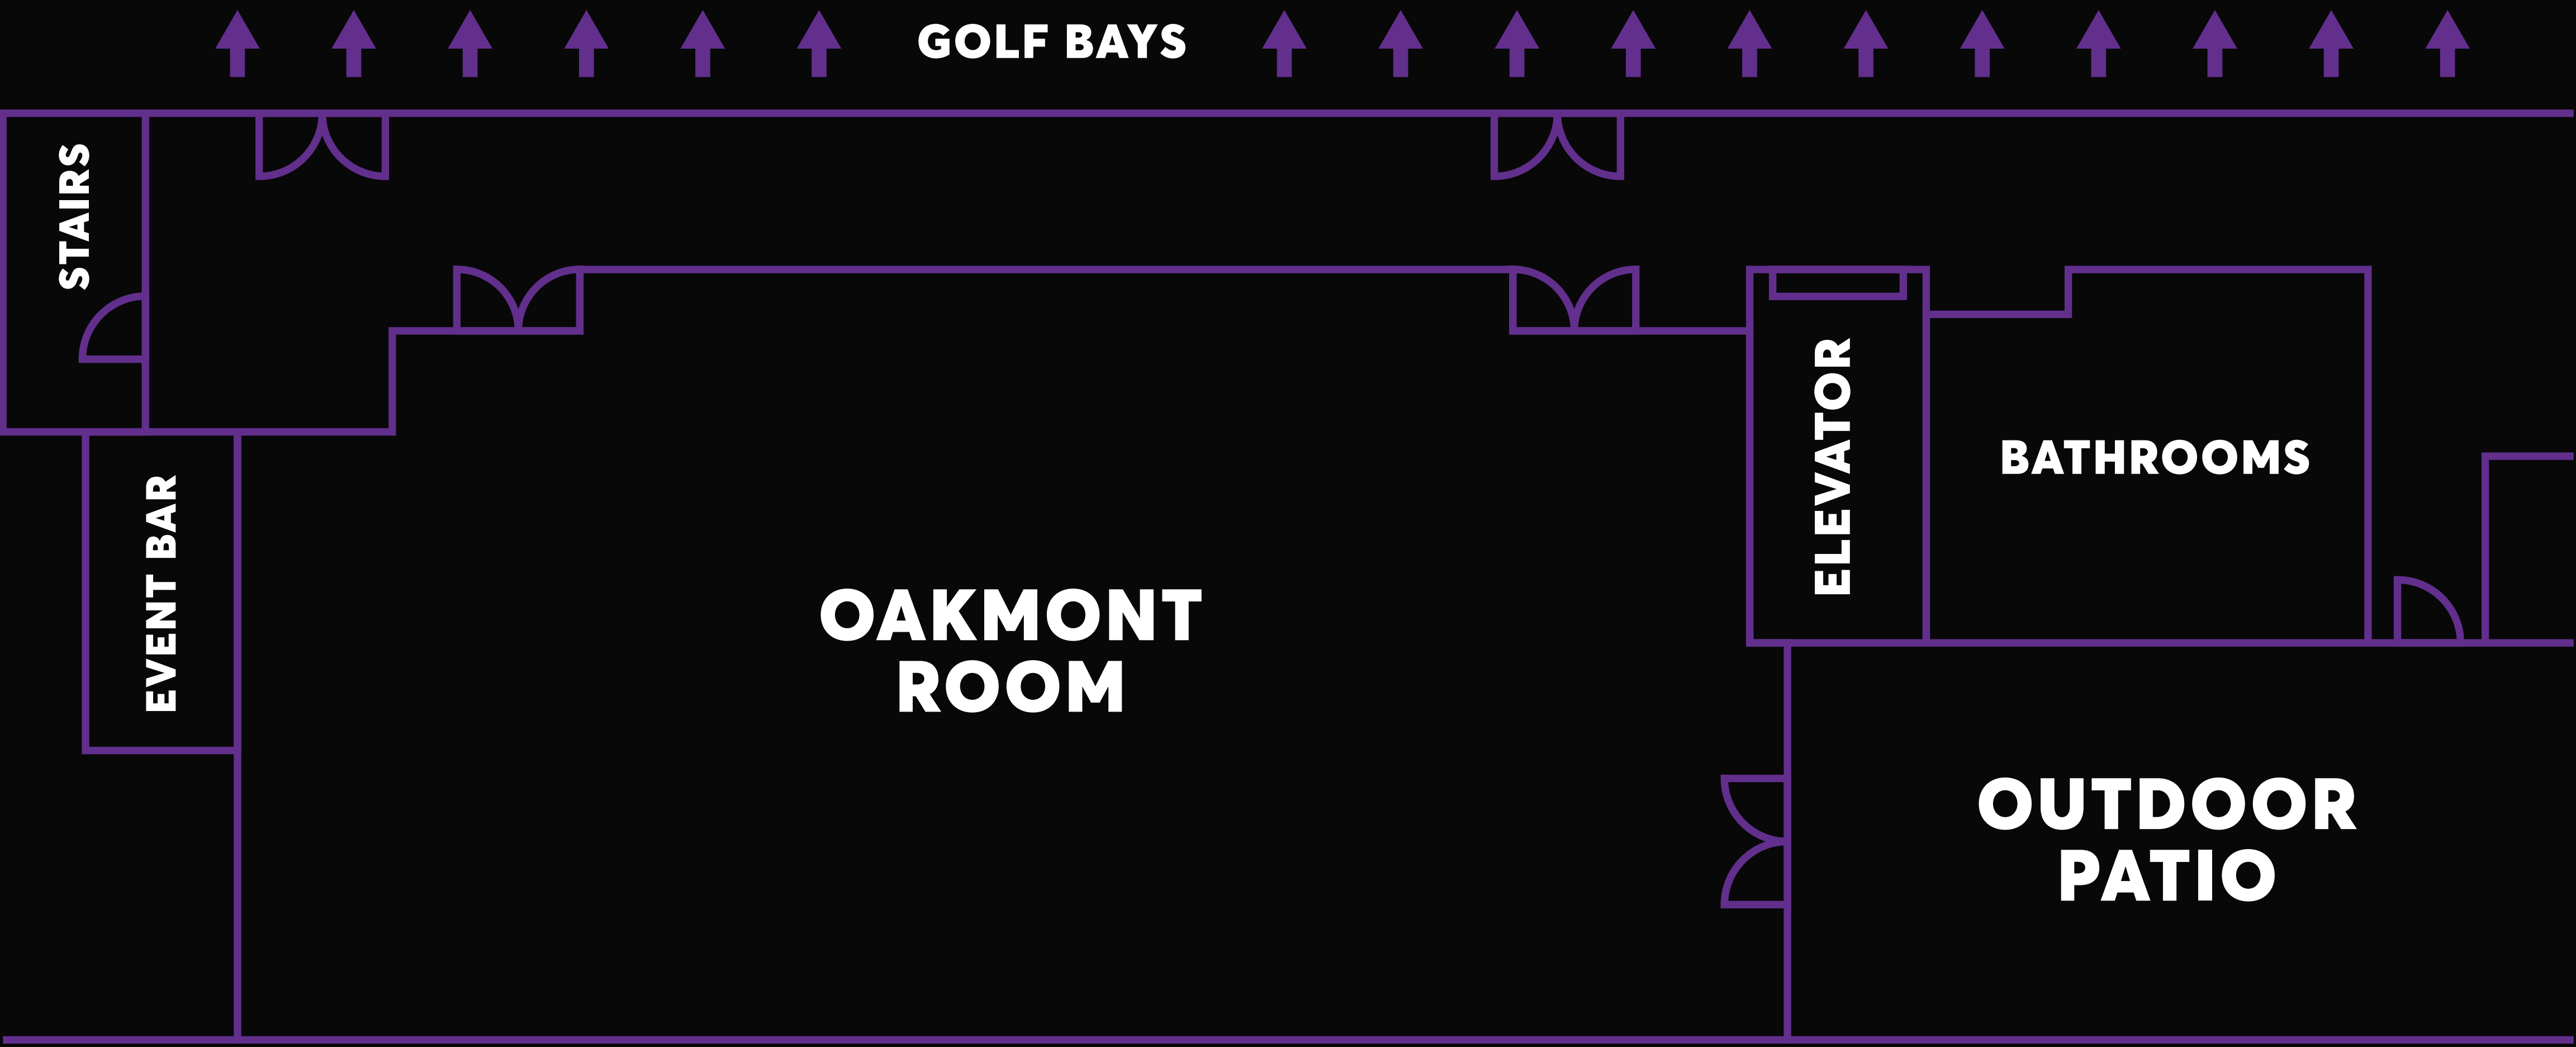 GOLF BAYS
STAIRS
EVENT BAR
OAKMONT
ROOM
ELEVATOR
BATHROOMS
OUTDOOR
PATIO